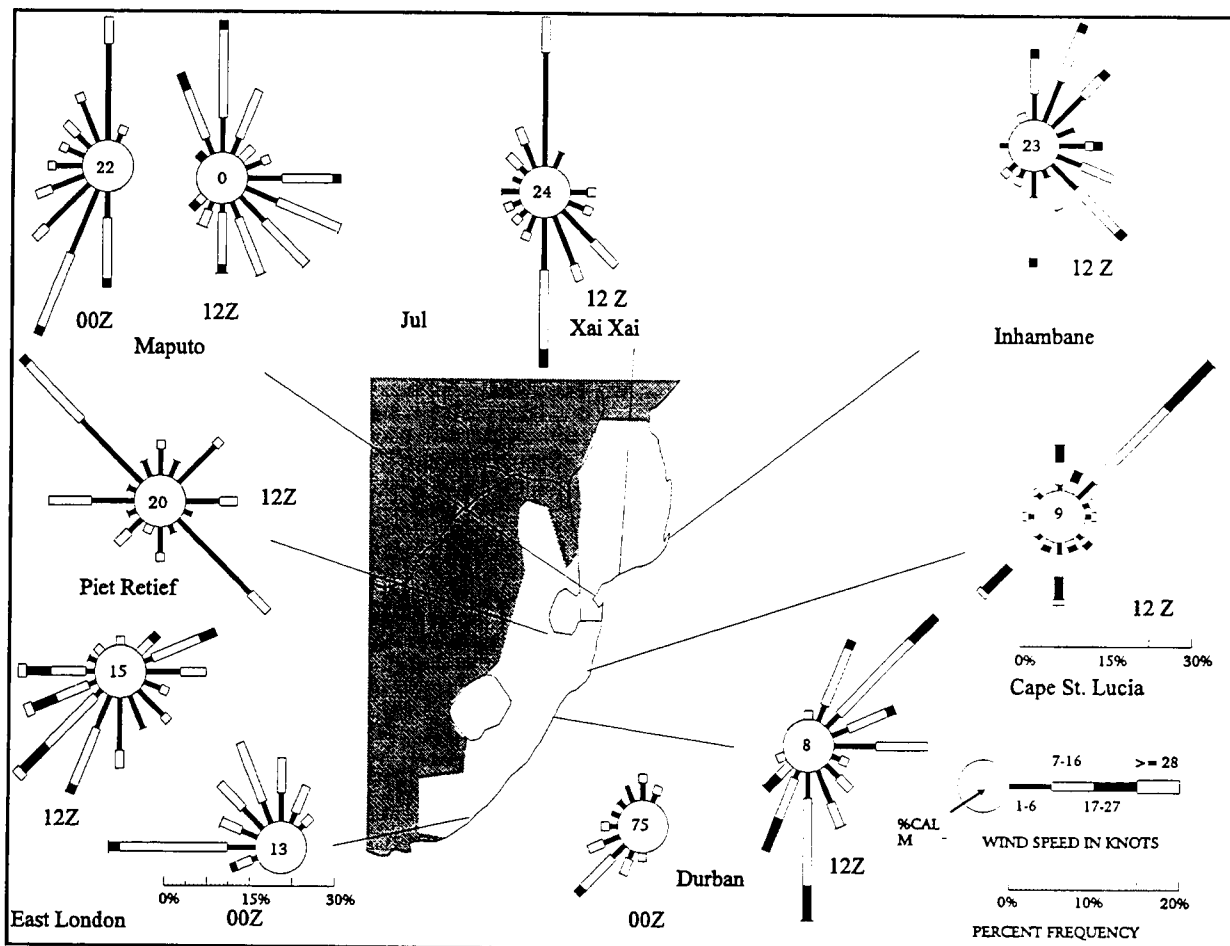 22
0
24
23
00Z
12Z
Maputo
Jul
12 Z
Xai Xai
12 Z
Inhambane
20
12Z
Piet Retief
9
12 Z
0% 15% 30%
Cape St. Lucia
15
12Z
13
0% 15% 30%
East London
00Z
75
00Z
Durban
8
12Z
7-16 >= 28
1-6 17-27
%CAL
M
WIND SPEED IN KNOTS
0% 10% 20%
PERCENT FREQUENCY